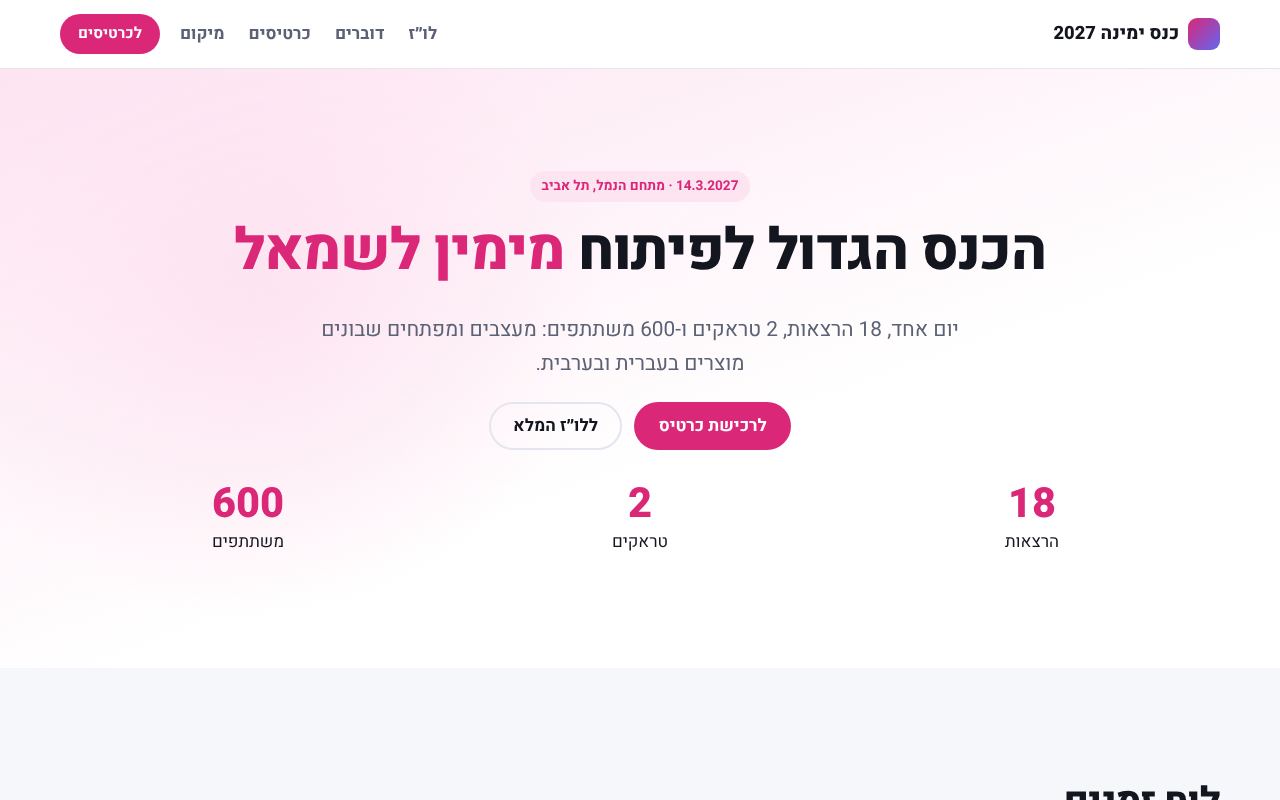 כנס ימינה 2027
לו״ז
דוברים
כרטיסים
מיקום
לכרטיסים
14.3.2027 · מתחם הנמל, תל אביב
הכנס הגדול לפיתוח מימין לשמאל
יום אחד, 18 הרצאות, 2 טראקים ו-600 משתתפים: מעצבים ומפתחים שבונים
מוצרים בעברית ובערבית.
לרכישת כרטיס
ללו״ז המלא
18
הרצאות
2
טראקים
600
משתתפים
לוח זמנים